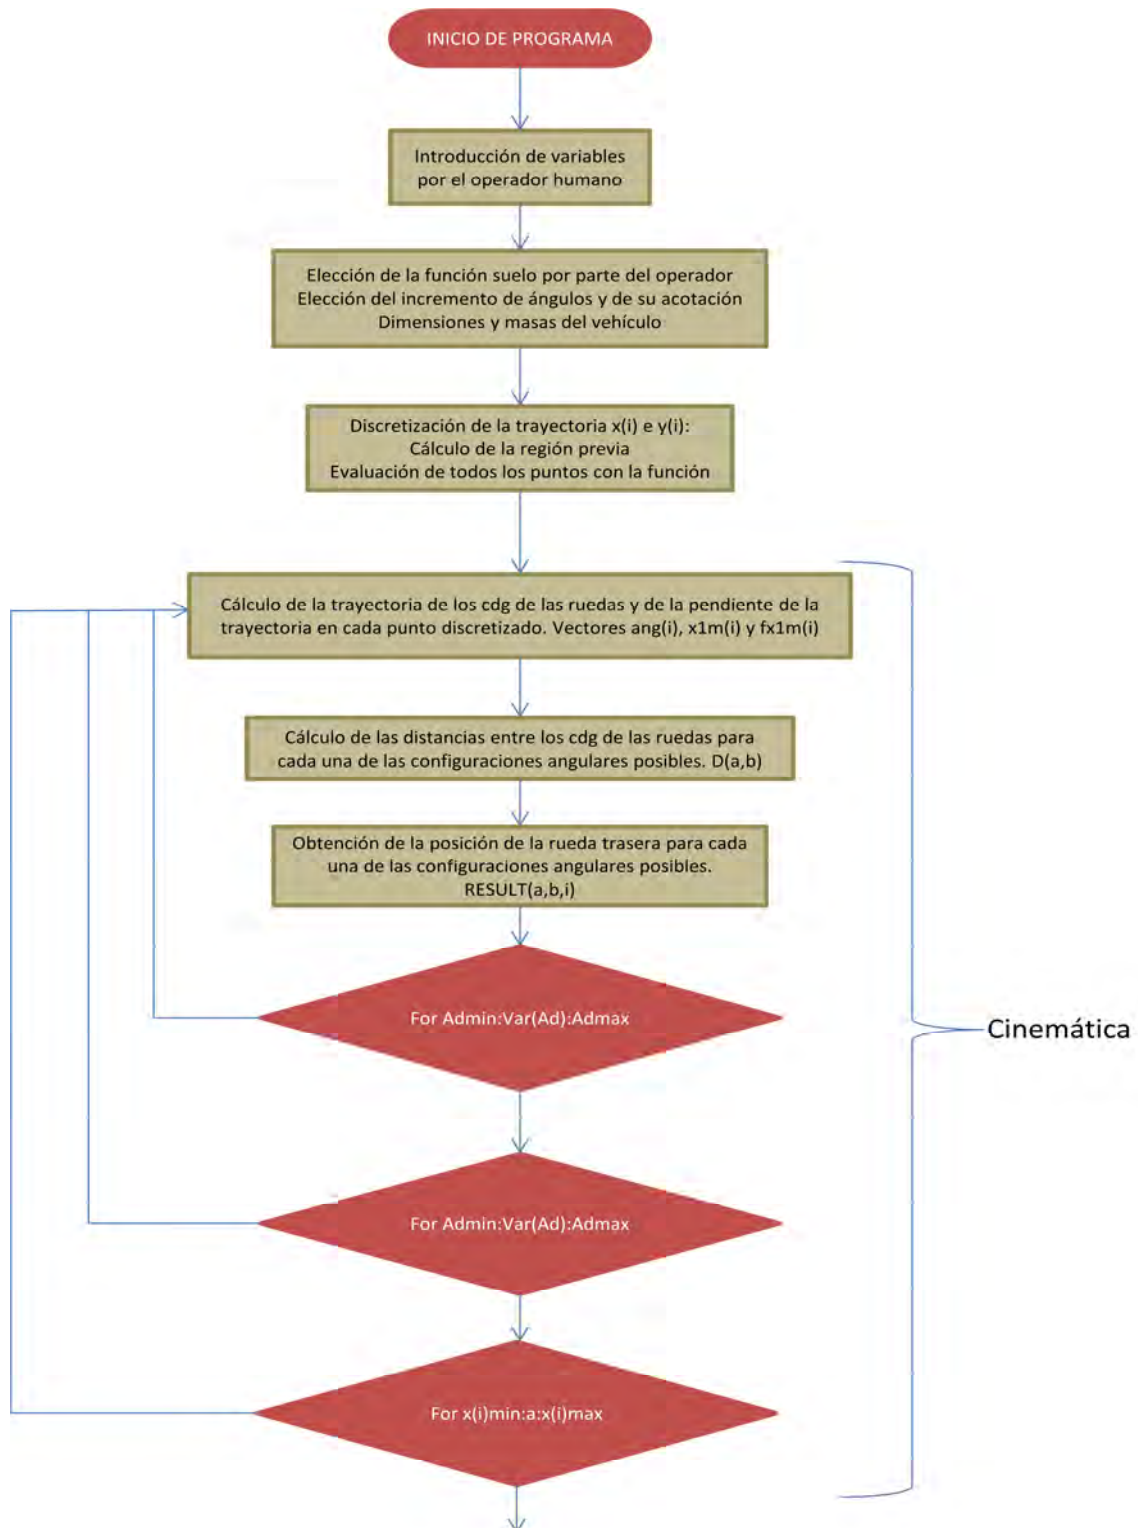 INICIO DE PROGRAMA
Introducción de variables
por el operador humano
Elección de la función suelo por parte del operador
Elección del incremento de ángulos y de su acotación
Dimensiones y masas del vehículo
Discretización de la trayectoria x(i) e y(i):
Cálculo de la región previa
Evaluación de todos los puntos con la función
Cálculo de la trayectoria de los cdg de las ruedas y de la pendiente de la
trayectoria en cada punto discretizado. Vectores ang(i), x1m(i) y fx1m(i)
Cálculo de las distancias entre los cdg de las ruedas para
cada una de las configuraciones angulares posibles. D(a,b)
Obtención de la posición de la rueda trasera para cada
una de las configuraciones angulares posibles.
RESULT(a,b,i)
For Admin:Var(Ad):Admax
Cinemática
For Admin:Var(Ad):Admax
For x(i)min:a:x(i)max